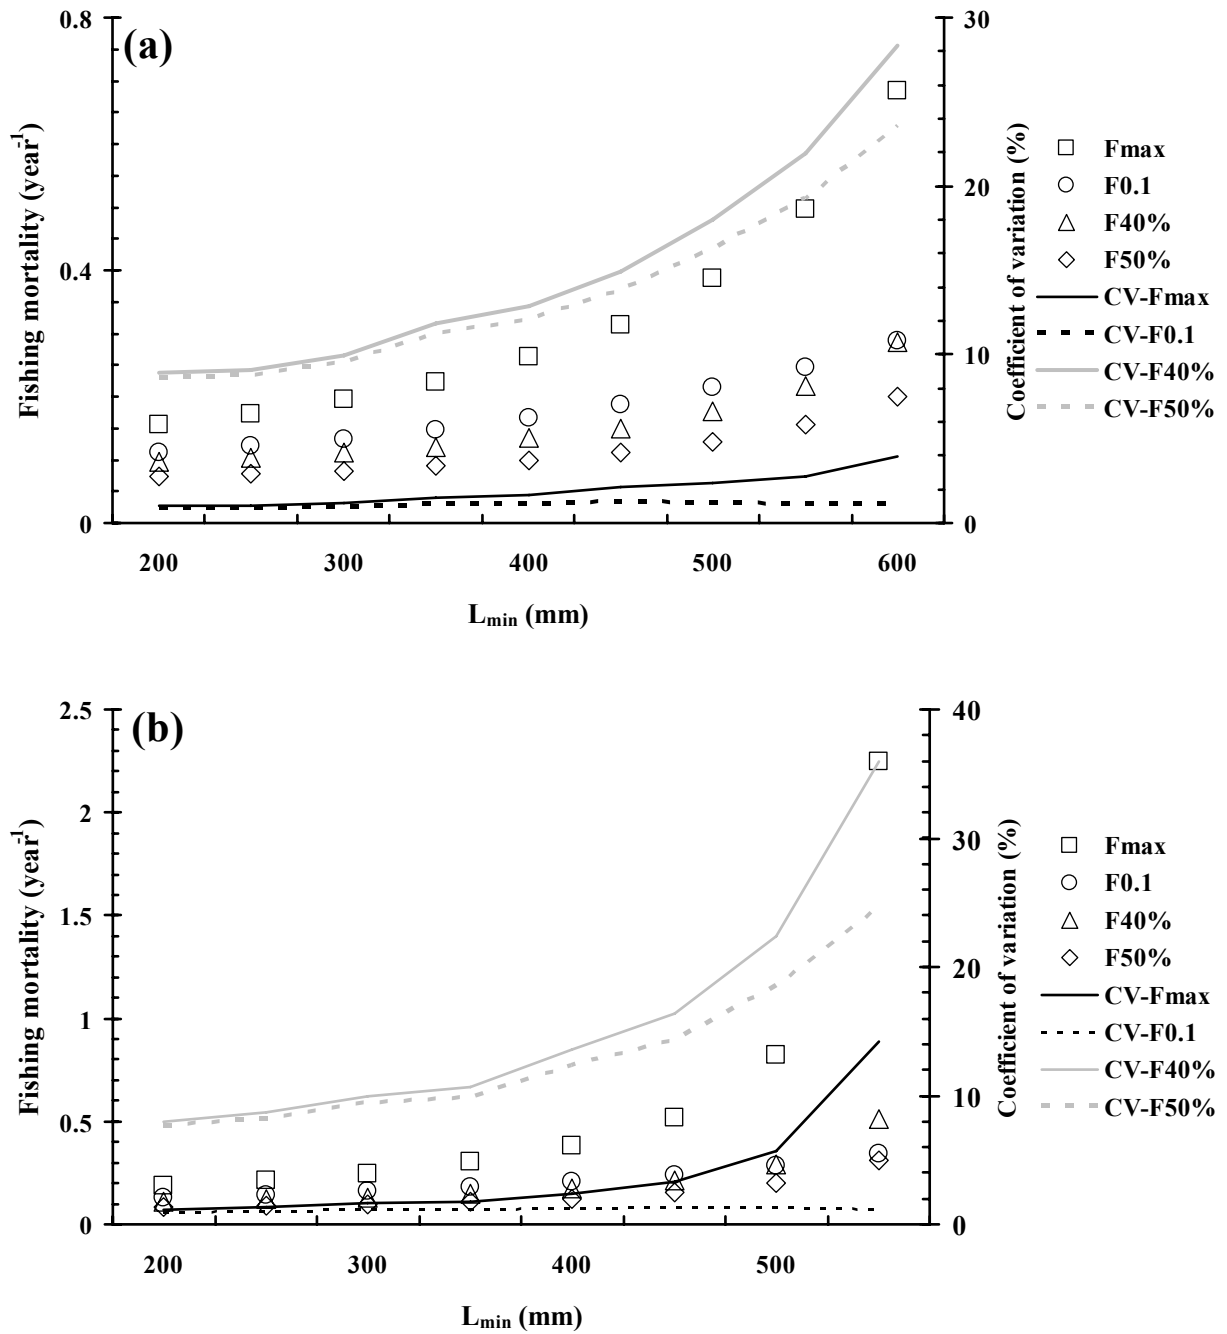 (a)
0.8
0.4
0
Fishing mortality (year-1)
30
20
10
0
Coefficient of variation (%)
200 300 400 500 600
Lmin (mm)
Fmax
F0.1
F40%
F50%
CV-Fmax
CV-F0.1
CV-F40%
CV-F50%
(b)
2.5
2
1.5
1
0.5
0
Fishing mortality (year-1)
40
30
20
10
0
Coefficient of variation (%)
200 300 400 500
Lmin (mm)
Fmax
F0.1
F40%
F50%
CV-Fmax
CV-F0.1
CV-F40%
CV-F50%